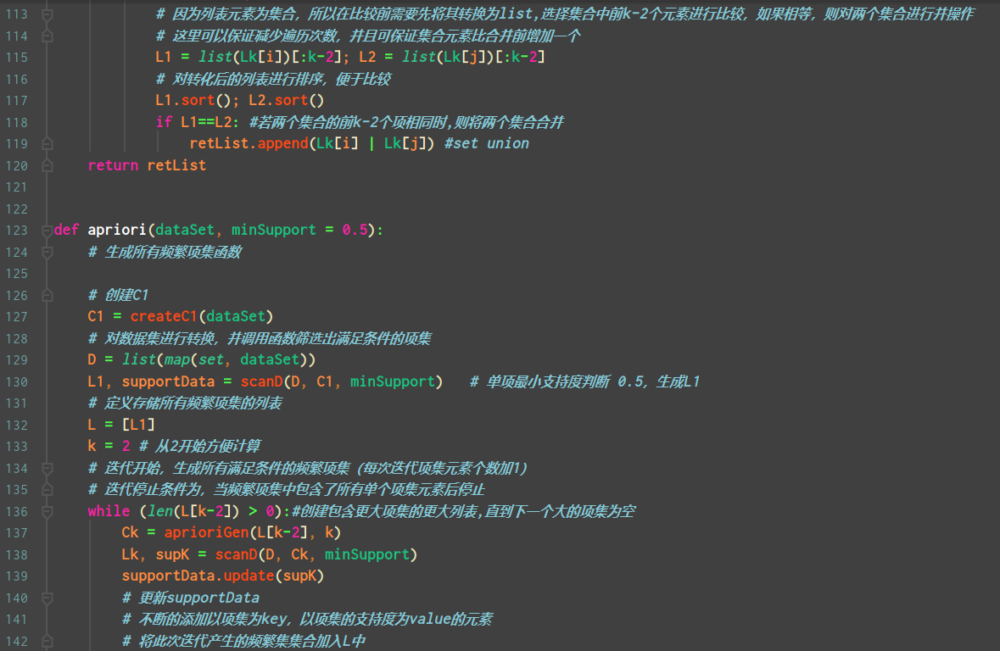 113 # 因为列表元素为集合，所以在比较前需要先将其转换为list,选择集合中前k-2个元素进行比较，如果相等，则对两个集合进行并操作
114 # 这里可以保证减少遍历次数，并且可保证集合元素比合并前增加一个
115 L1 = list(Lk[i])[:k-2]; L2 = list(Lk[j])[:k-2]
116 # 对转化后的列表进行排序，便于比较
117 L1.sort(); L2.sort()
118 if L1==L2: #若两个集合的前k-2个项相同时,则将两个集合合并
119 retList.append(Lk[i] | Lk[j]) #set union
120 return retList
121
122
123 def apriori(dataSet, minSupport = 0.5):
124 # 生成所有频繁项集函数
125
126 # 创建C1
127 C1 = createC1(dataSet)
128 # 对数据集进行转换，并调用函数筛选出满足条件的项集
129 D = list(map(set, dataSet))
130 L1, supportData = scanD(D, C1, minSupport) # 单项最小支持度判断 0.5，生成L1
131 # 定义存储所有频繁项集的列表
132 L = [L1]
133 k = 2 # 从2开始方便计算
134 # 迭代开始，生成所有满足条件的频繁项集（每次迭代项集元素个数加1）
135 # 迭代停止条件为，当频繁项集中包含了所有单个项集元素后停止
136 while (len(L[k-2]) > 0):#创建包含更大项集的更大列表,直到下一个大的项集为空
137 Ck = aprioriGen(L[k-2], k)
138 Lk, supK = scanD(D, Ck, minSupport)
139 supportData.update(supK)
140 # 更新supportData
141 # 不断的添加以项集为key，以项集的支持度为value的元素
142 # 将此次迭代产生的频繁集集合加入L中